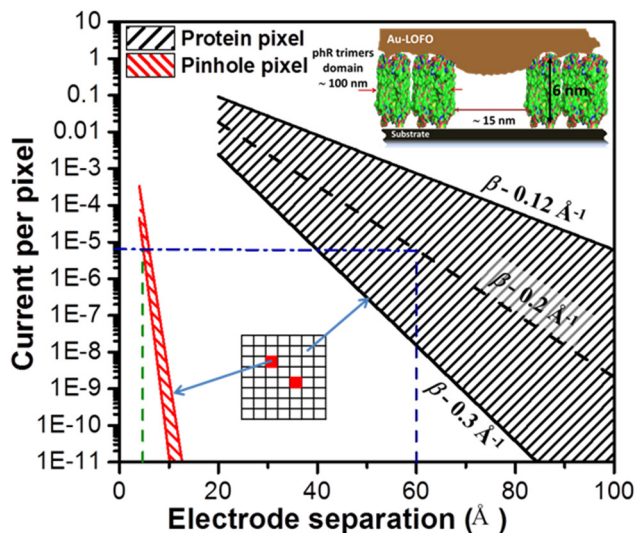 Protein pixel
Pinhole pixel
Au-LOFO
phR trimers
domain
~ 100 nm
6 nm
~ 15 nm
Substrate
Current per pixel
10
1
0.1
0.01
1E-3
1E-4
1E-5
1E-6
1E-7
1E-8
1E-9
1E-10
1E-11
β - 0.12 Å⁻¹
β - 0.2 Å⁻¹
β - 0.3 Å⁻¹
0 20 40 60 80 100
Electrode separation (Å)